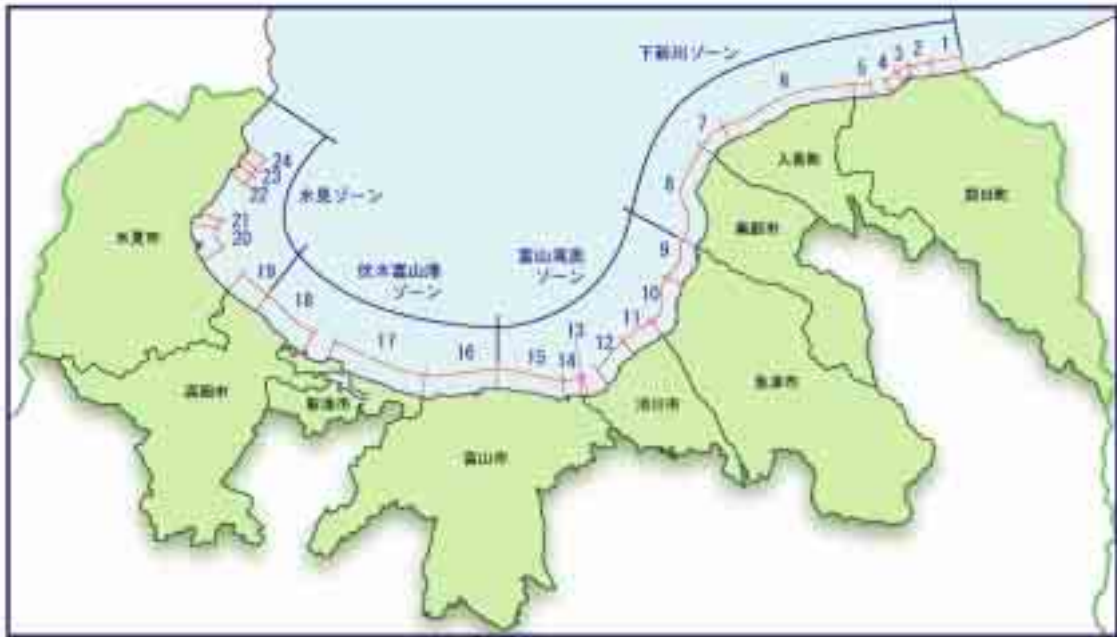 下新川ゾーン
1
2
3
4
5
6
7
8
入善町
朝日町
黒部市
24
23
22
氷見ゾーン
21
20
氷見市
19
18
伏木富山港
ゾーン
富山湾奥
ゾーン
9
10
11
12
13
14
15
16
17
高岡市
新湊市
滑川市
魚津市
富山市